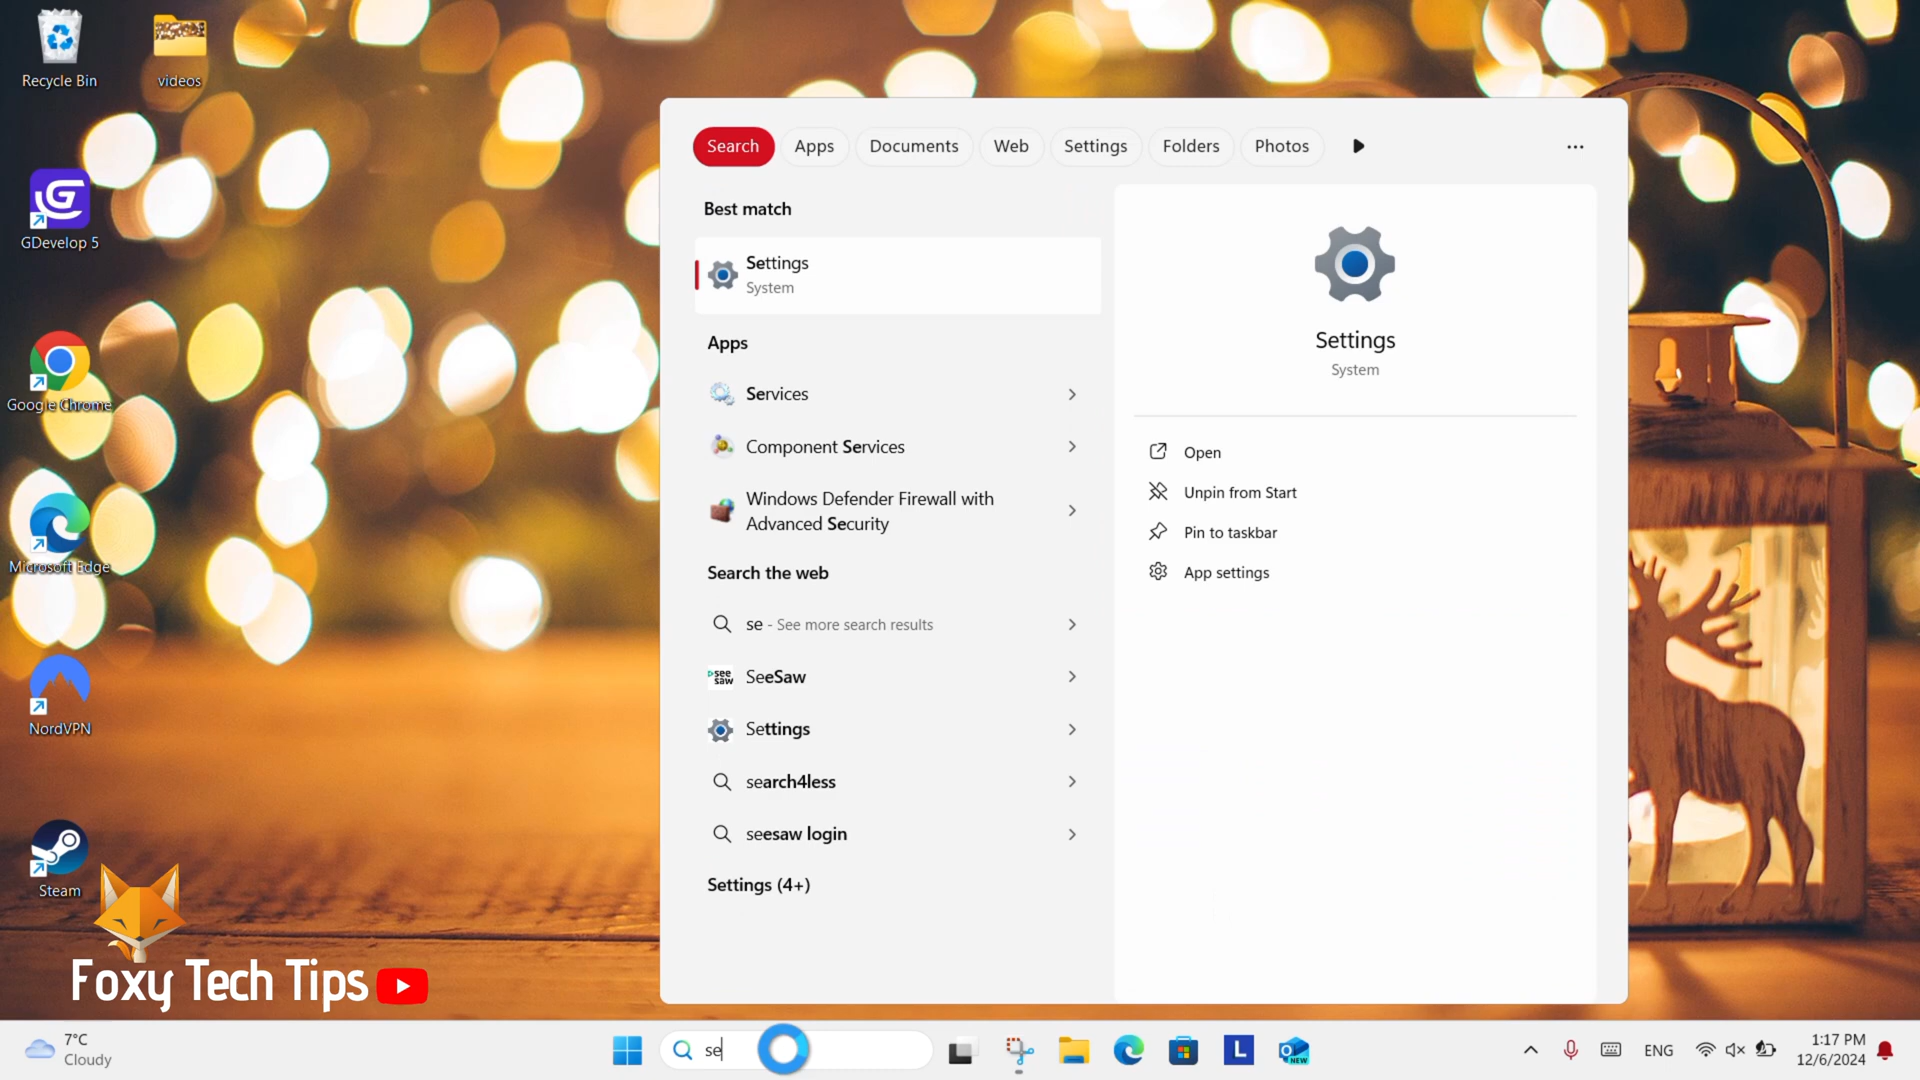 Recycle Bin
videos
GDevelop 5
Google Chrome
Microsoft Edge
NordVPN
Steam
Foxy Tech Tips
Search
Apps
Documents
Web
Settings
Folders
Photos
Best match
Settings
System
Apps
Services
Component Services
Windows Defender Firewall with
Advanced Security
Search the web
se - See more search results
see
saw
SeeSaw
Settings
search4less
seesaw login
Settings (4+)
Settings
System
Open
Unpin from Start
Pin to taskbar
App settings
7°C
Cloudy
se
L
NEW
ENG
1:17 PM
12/6/2024